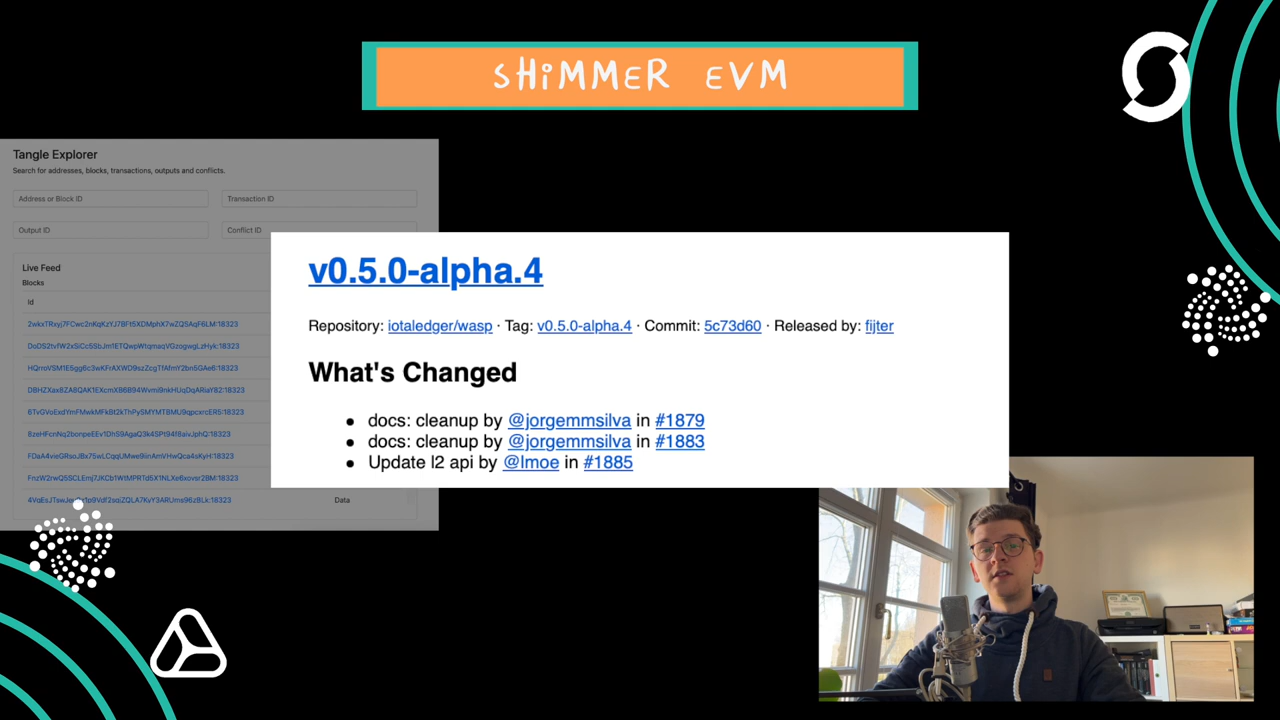 SHiMMER EVM
Tangle Explorer
Search for addresses, blocks, transactions, outputs and conflicts.
Address or Block ID
Transaction ID
Output ID
Conflict ID
Live Feed
Blocks
Id
Data
v0.5.0-alpha.4
Repository: iotaledger/wasp · Tag: v0.5.0-alpha.4 · Commit: 5c73d60 · Released by: fijter
What's Changed
docs: cleanup by @jorgemmsilva in #1879
docs: cleanup by @jorgemmsilva in #1883
Update l2 api by @lmoe in #1885